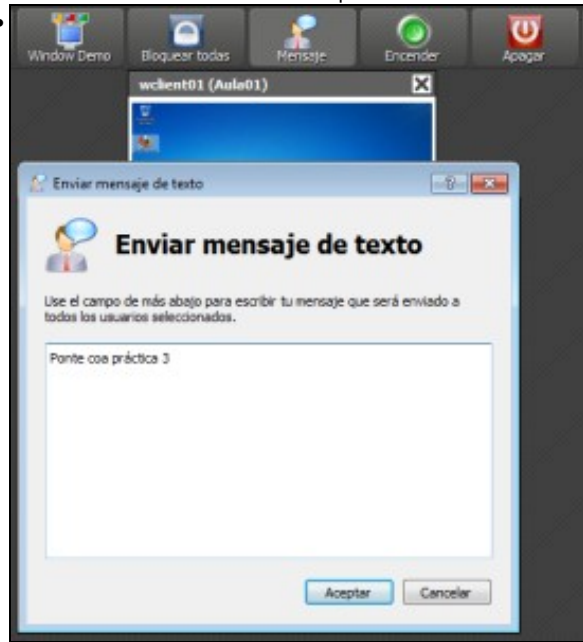 Window Demo
Bloquear todas
Mensaje
Encender
Apagar
wclient01 (Aula01)
Enviar mensaje de texto
Enviar mensaje de texto
Use el campo de más abajo para escribir tu mensaje que será enviado a
todos los usuarios seleccionados.
Ponte coa práctica 3
Aceptar
Cancelar